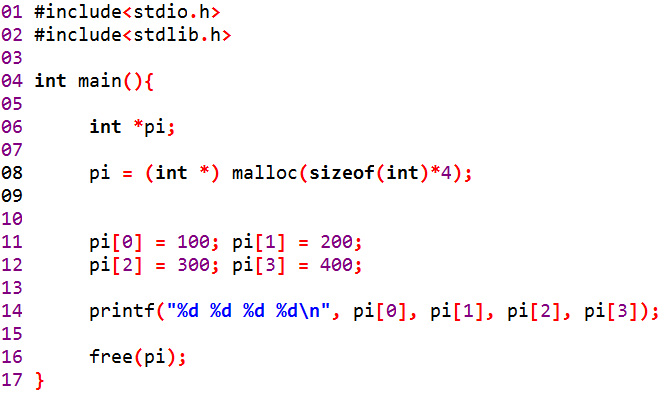 01 #include<stdio.h>
02 #include<stdlib.h>
03
04 int main(){
05
06      int *pi;
07
08      pi = (int *) malloc(sizeof(int)*4);
09
10
11      pi[0] = 100; pi[1] = 200;
12      pi[2] = 300; pi[3] = 400;
13
14      printf("%d %d %d %d\n", pi[0], pi[1], pi[2], pi[3]);
15
16      free(pi);
17 }